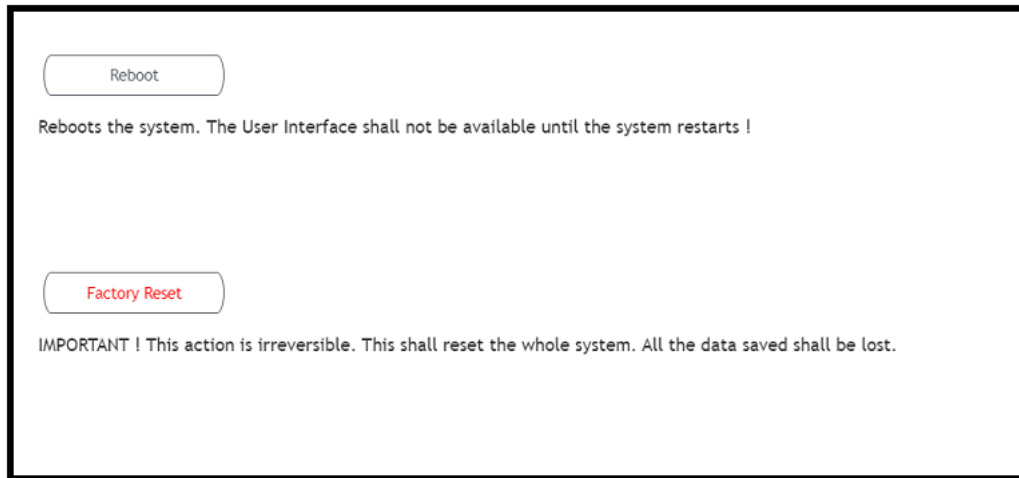 Reboot
Reboots the system. The User Interface shall not be available until the system restarts !
Factory Reset
IMPORTANT ! This action is irreversible. This shall reset the whole system. All the data saved shall be lost.